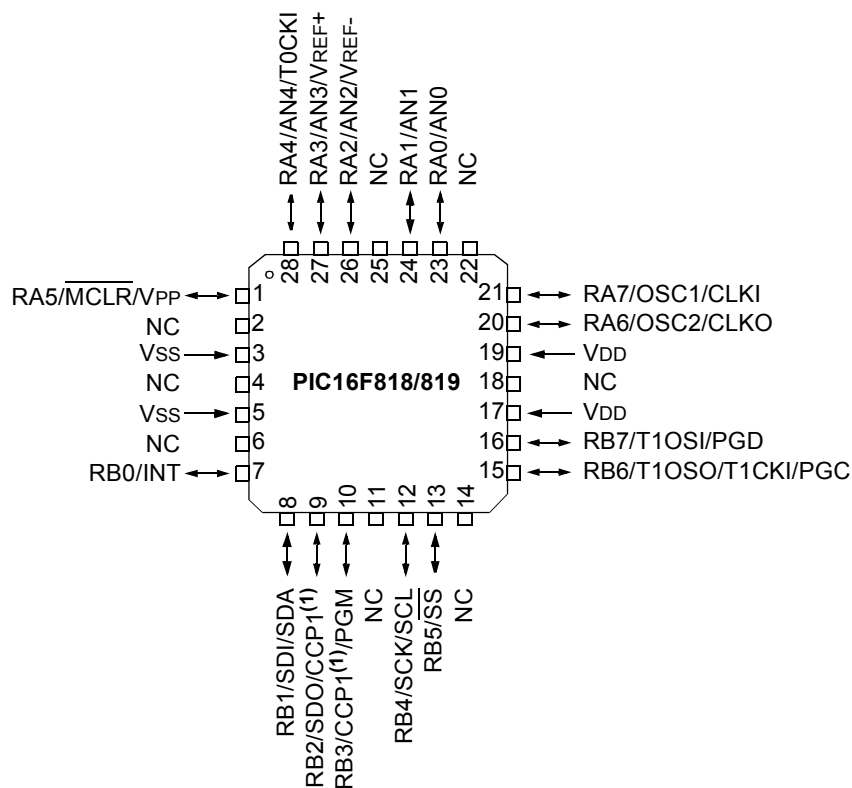 RA4/AN4/T0CKI
RA3/AN3/VREF+
RA2/AN2/VREF-
NC
RA1/AN1
RA0/AN0
NC
28
27
26
25
24
23
22
RA5/MCLR/VPP
NC
VSS
NC
VSS
NC
RB0/INT
1
2
3
4
5
6
7
PIC16F818/819
21
20
19
18
17
16
15
RA7/OSC1/CLKI
RA6/OSC2/CLKO
VDD
NC
VDD
RB7/T1OSI/PGD
RB6/T1OSO/T1CKI/PGC
8
9
10
11
12
13
14
RB1/SDI/SDA
RB2/SDO/CCP1(1)
RB3/CCP1(1)/PGM
NC
RB4/SCK/SCL
RB5/SS
NC